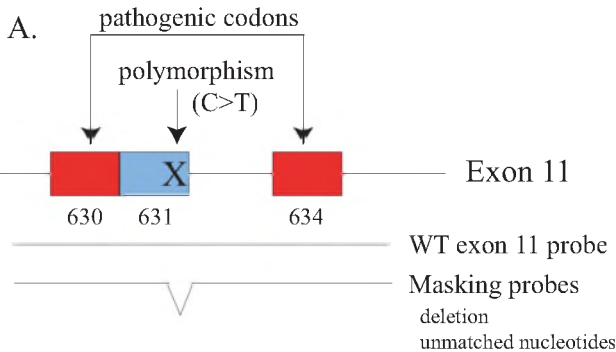 A.
pathogenic codons
polymorphism
(C>T)
X
Exon 11
630 631 634
WT exon 11 probe
Masking probes
deletion
unmatched nucleotides